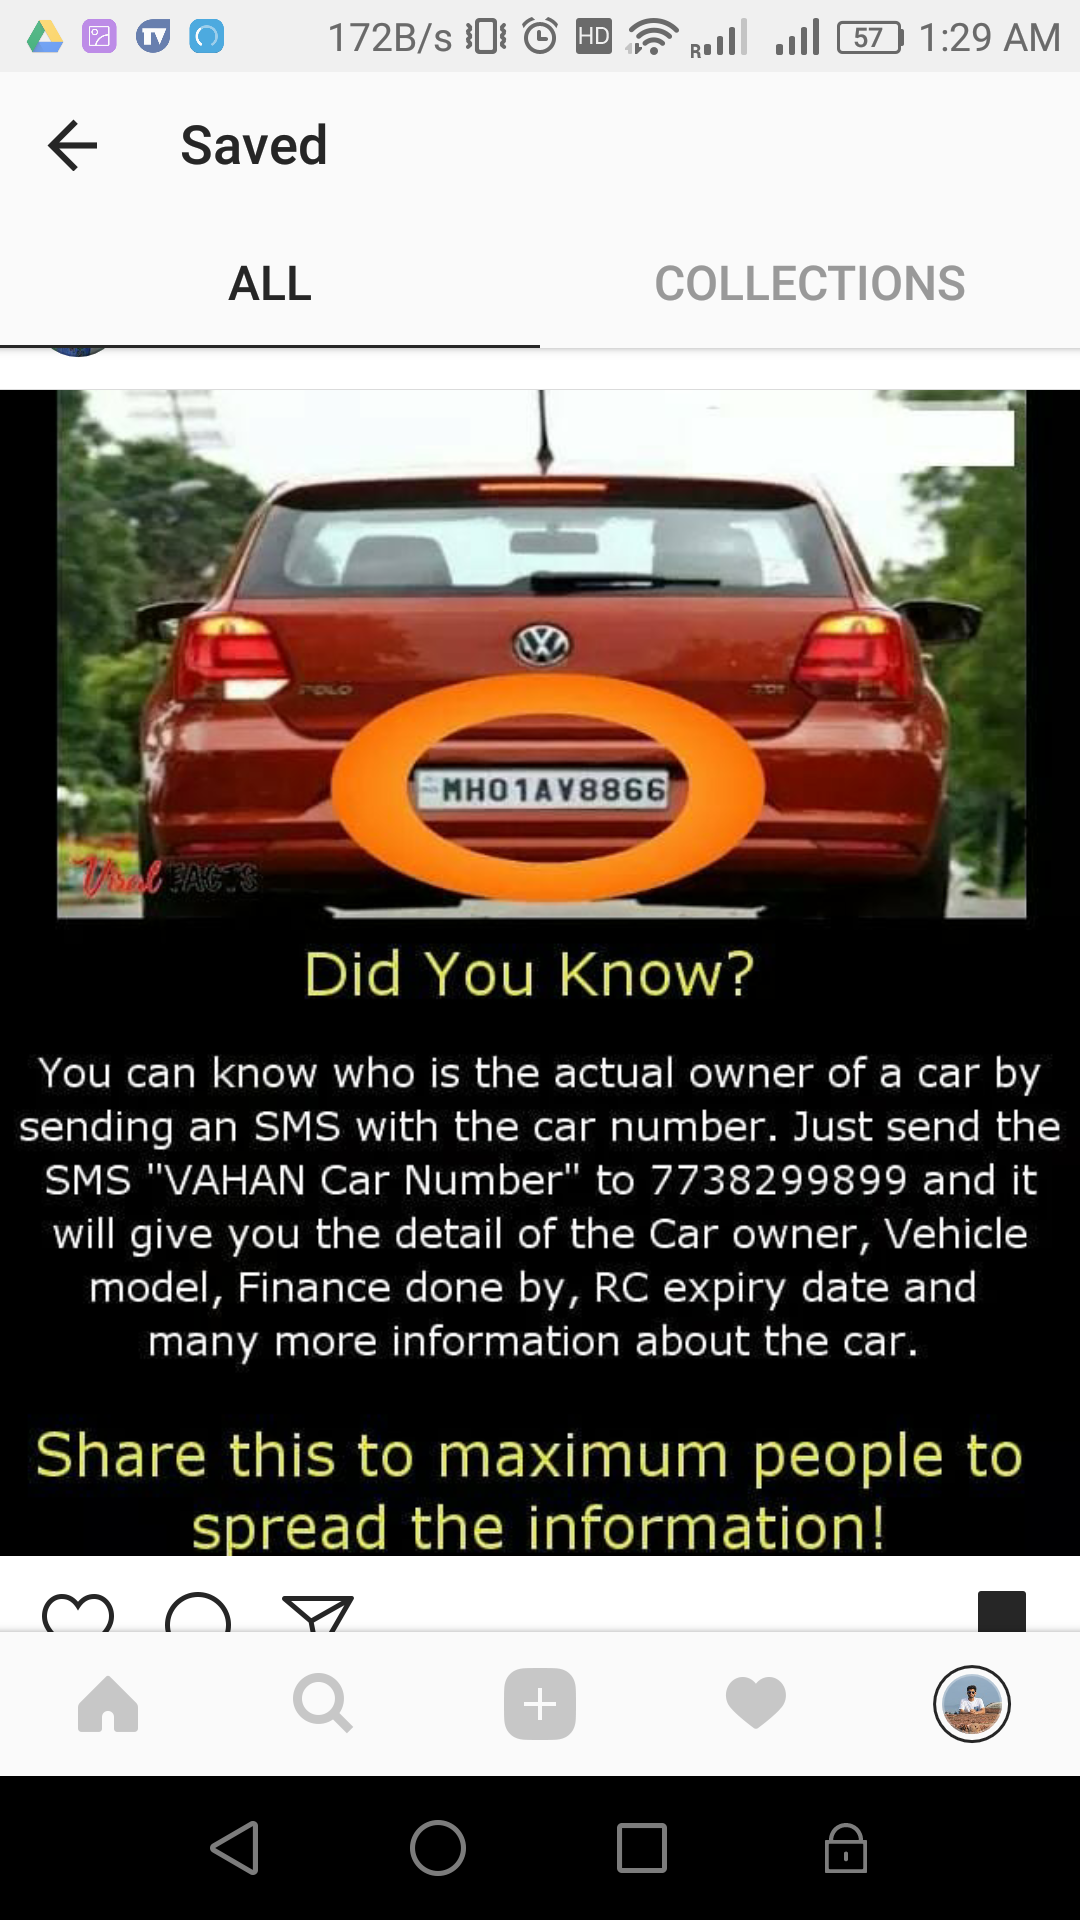 172B/s HD R 57 1:29 AM
Saved
ALL COLLECTIONS
POLO TDI
MH01AV8866
Viral FACTS
Did You Know?
You can know who is the actual owner of a car by
sending an SMS with the car number. Just send the
SMS "VAHAN Car Number" to 7738299899 and it
will give you the detail of the Car owner, Vehicle
model, Finance done by, RC expiry date and
many more information about the car.
Share this to maximum people to
spread the information!